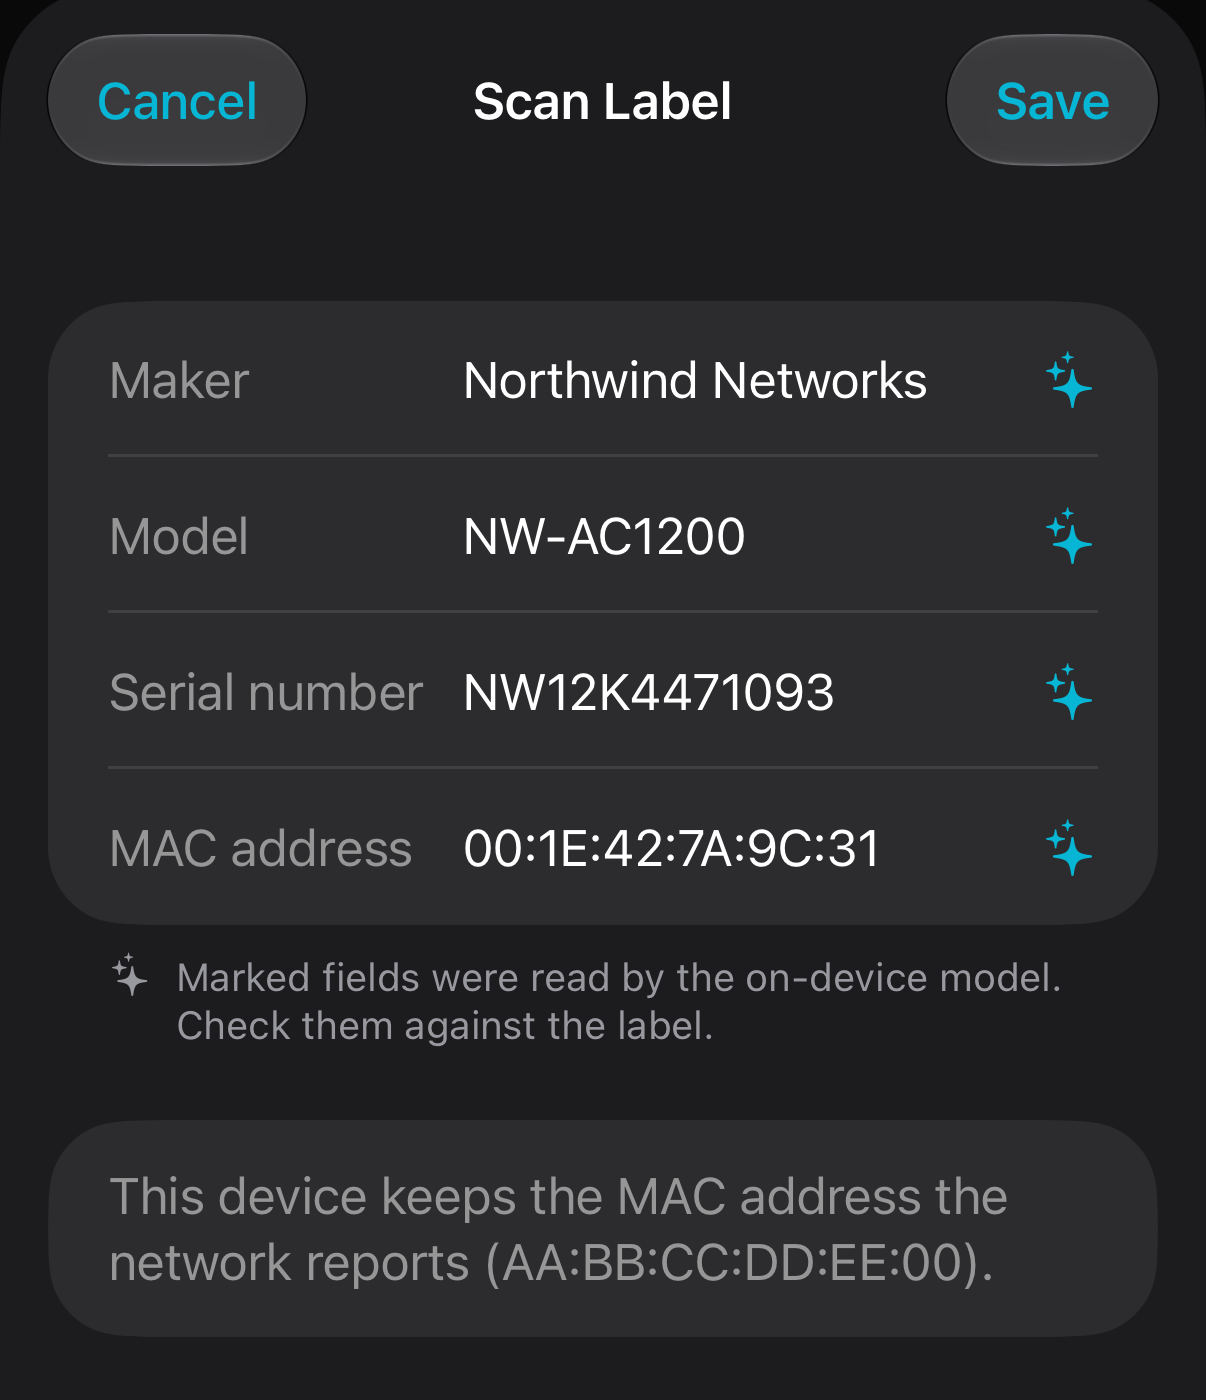 Cancel
Scan Label
Save
Maker
Northwind Networks
Model
NW-AC1200
Serial number
NW12K4471093
MAC address
00:1E:42:7A:9C:31
Marked fields were read by the on-device model.
Check them against the label.
This device keeps the MAC address the
network reports (AA:BB:CC:DD:EE:00).